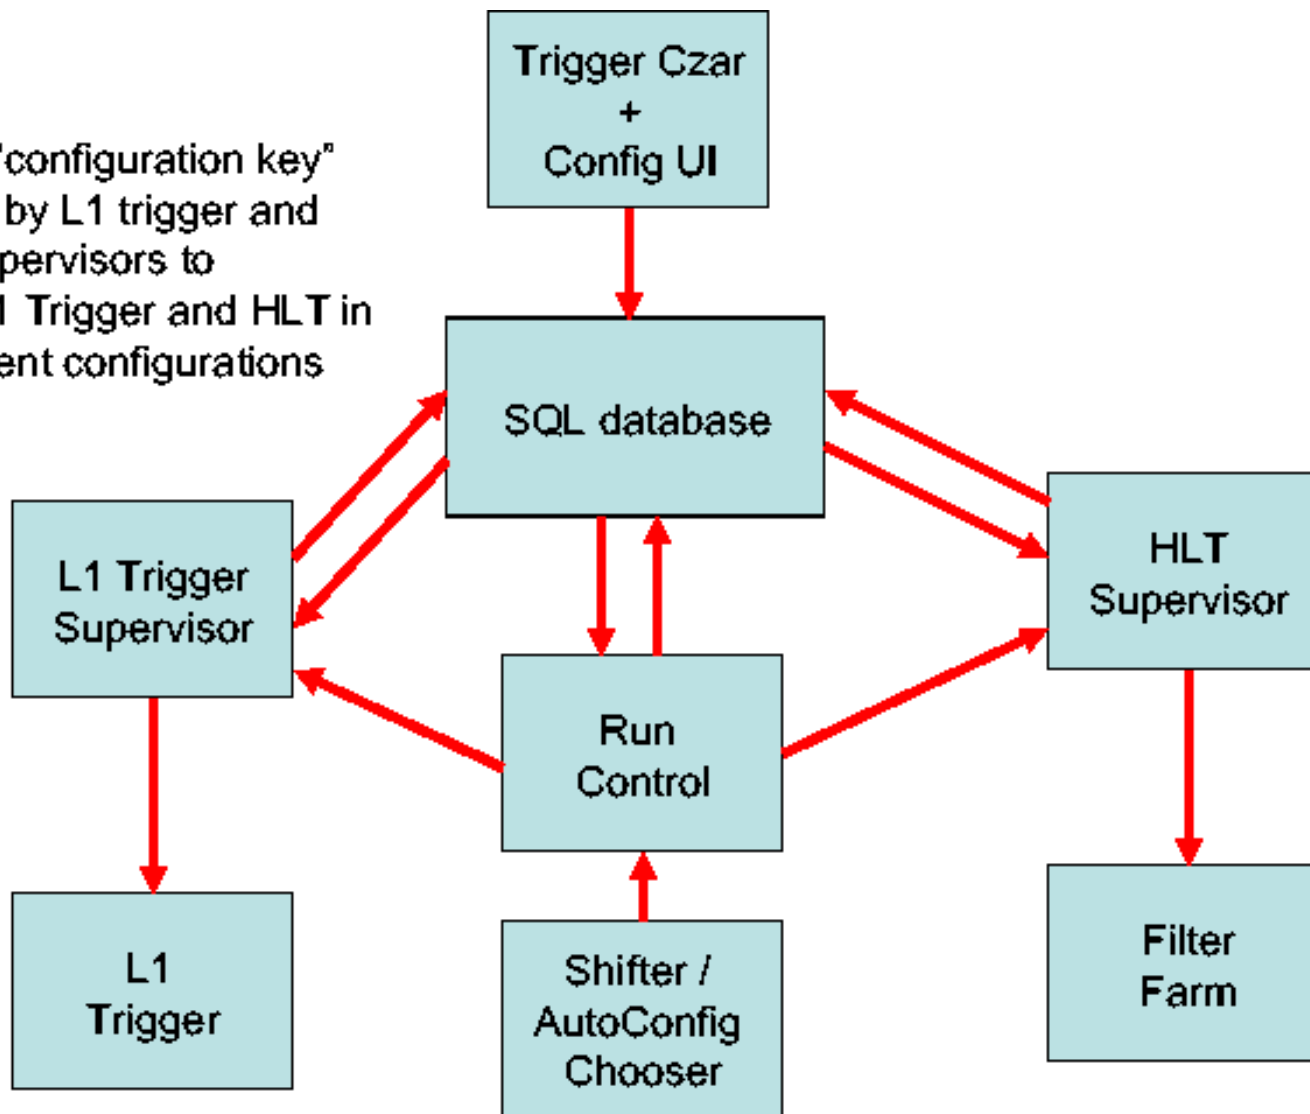 Trigger Czar
+
Config UI
"configuration key"
by L1 trigger and
pervisors to
1 Trigger and HLT in
ent configurations
SQL database
L1 Trigger
Supervisor
HLT
Supervisor
Run
Control
L1
Trigger
Shifter /
AutoConfig
Chooser
Filter
Farm